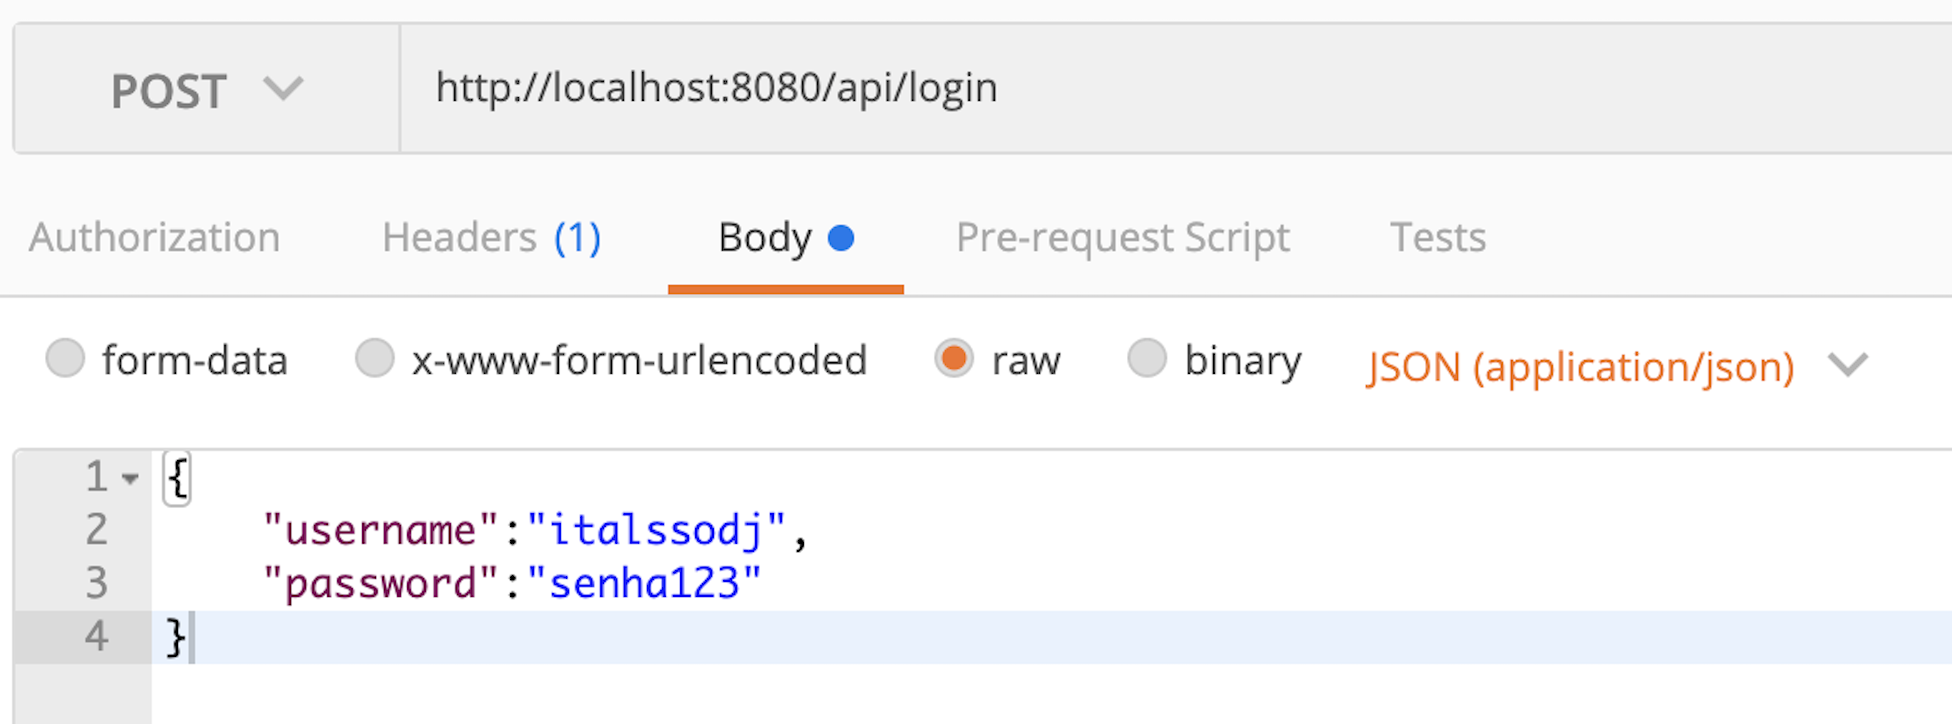 POST http://localhost:8080/api/login
Authorization Headers (1) Body Pre-request Script Tests
form-data x-www-form-urlencoded raw binary JSON (application/json)
1 {
2 "username":"italssodj",
3 "password":"senha123"
4 }